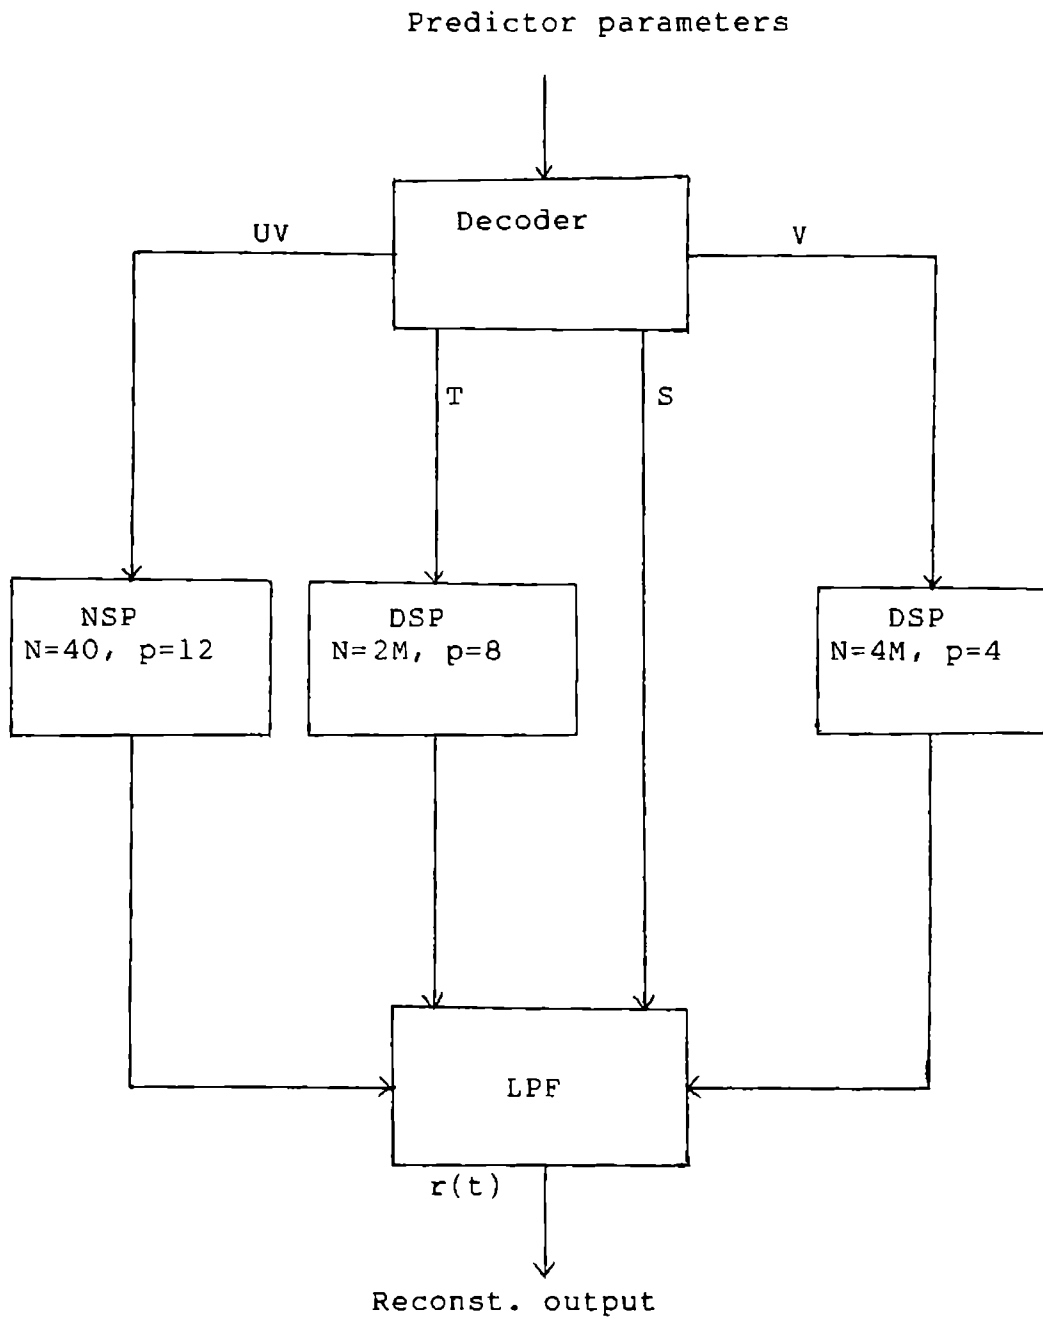 Predictor parameters
Decoder
UV
V
T
S
NSP
N=40, p=12
DSP
N=2M, p=8
DSP
N=4M, p=4
LPF
r(t)
Reconst. output